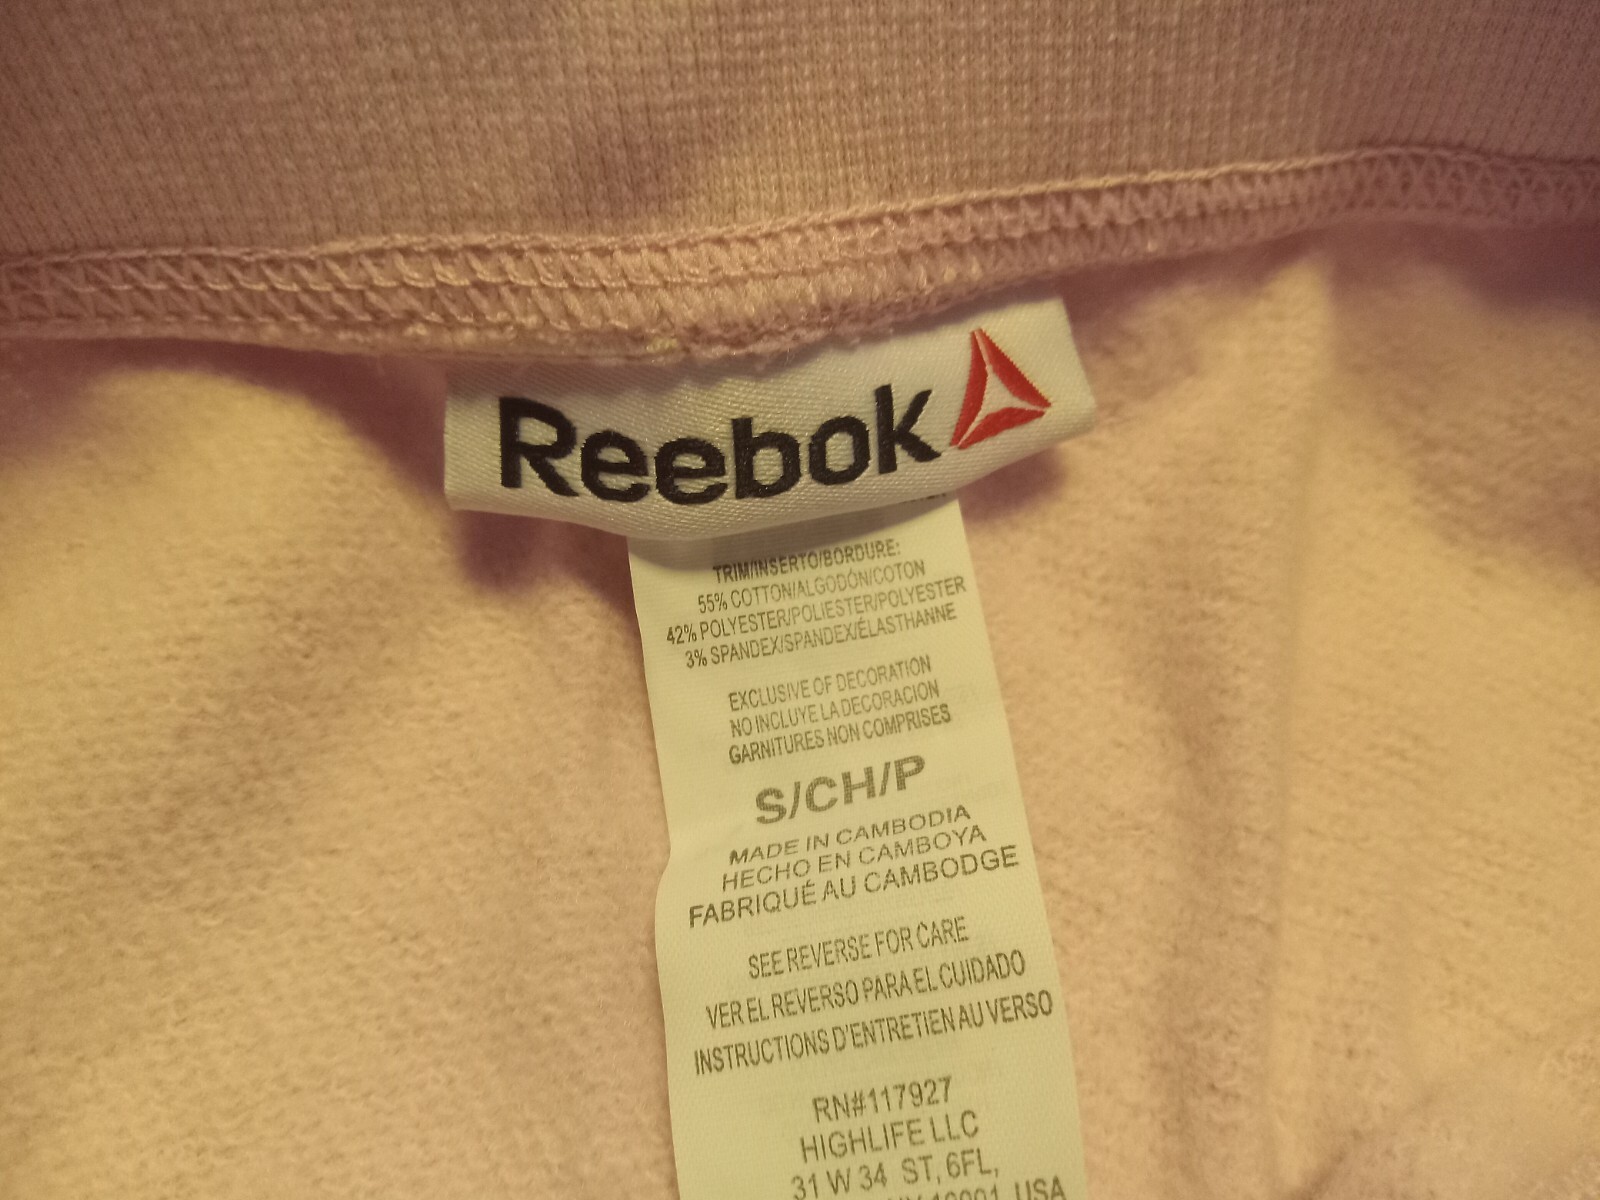 Reebok
TRIM/INSERTO/BORDURE:
55% COTTON/ALGODÓN/COTON
42% POLYESTER/POLIESTER/POLYESTER
3% SPANDEX/SPANDEX/ÉLASTHANNE
EXCLUSIVE OF DECORATION
NO INCLUYE LA DECORACION
GARNITURES NON COMPRISES
S/CH/P
MADE IN CAMBODIA
HECHO EN CAMBOYA
FABRIQUÉ AU CAMBODGE
SEE REVERSE FOR CARE
VER EL REVERSO PARA EL CUIDADO
INSTRUCTIONS D'ENTRETIEN AU VERSO
RN#117927
HIGHLIFE LLC
31 W 34 ST, 6FL,
NY 10001 USA